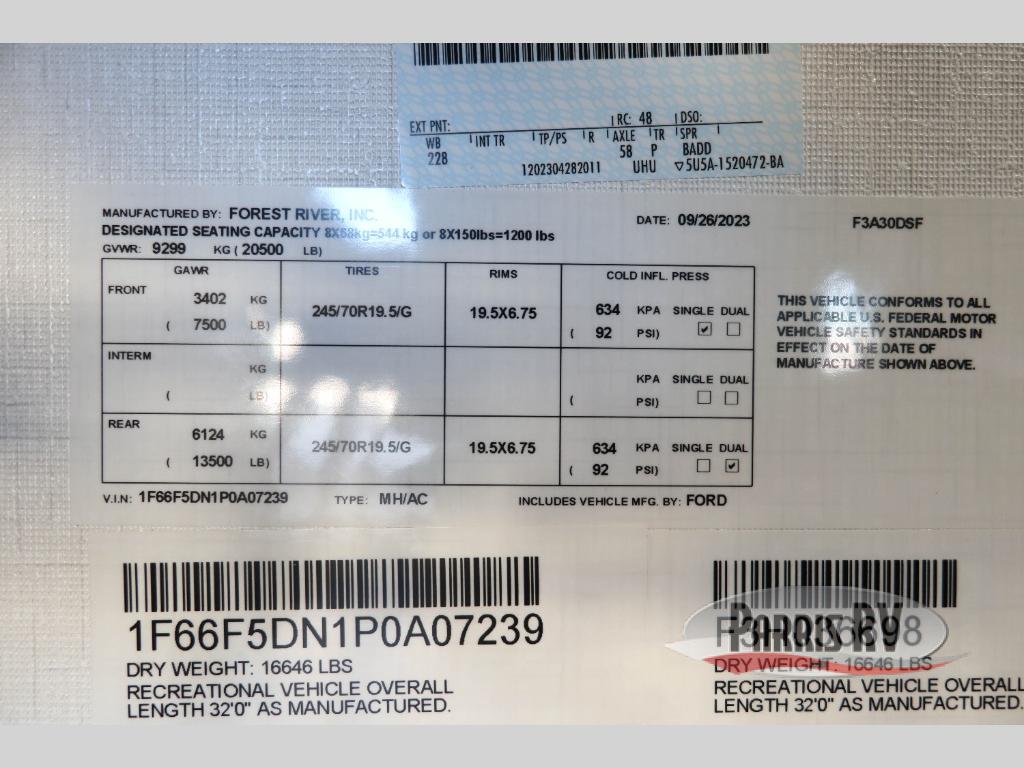 RC: 48 DSO:
EXT PNT:
WB INT TR TP/PS R AXLE TR SPR
228 58 P BADD
1202304282011 UHU ▽5U5A-1520472-BA
MANUFACTURED BY: FOREST RIVER, INC. DATE: 09/26/2023 F3A30DSF
DESIGNATED SEATING CAPACITY 8X68kg=544 kg or 8X150lbs=1200 lbs
GVWR: 9299 KG ( 20500 LB)
GAWR TIRES RIMS COLD INFL. PRESS
FRONT
3402 KG 245/70R19.5/G 19.5X6.75 634 KPA SINGLE DUAL
( 7500 LB) ( 92 PSI) ☑ ☐
INTERM
KG KPA SINGLE DUAL
( LB) ( PSI) ☐ ☐
REAR
6124 KG 245/70R19.5/G 19.5X6.75 634 KPA SINGLE DUAL
( 13500 LB) ( 92 PSI) ☐ ☑
THIS VEHICLE CONFORMS TO ALL
APPLICABLE U.S. FEDERAL MOTOR
VEHICLE SAFETY STANDARDS IN
EFFECT ON THE DATE OF
MANUFACTURE SHOWN ABOVE.
V.I.N: 1F66F5DN1P0A07239 TYPE: MH/AC INCLUDES VEHICLE MFG. BY: FORD
1F66F5DN1P0A07239
DRY WEIGHT: 16646 LBS
RECREATIONAL VEHICLE OVERALL
LENGTH 32'0" AS MANUFACTURED.
PARRIS RV
DRY WEIGHT: 16646 LBS
RECREATIONAL VEHICLE OVERALL
LENGTH 32'0" AS MANUFACTURED.